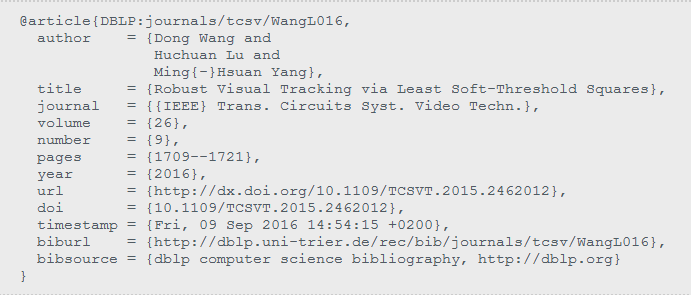 @article{DBLP:journals/tcsv/WangL016,
  author    = {Dong Wang and
               Huchuan Lu and
               Ming{-}Hsuan Yang},
  title     = {Robust Visual Tracking via Least Soft-Threshold Squares},
  journal   = {{IEEE} Trans. Circuits Syst. Video Techn.},
  volume    = {26},
  number    = {9},
  pages     = {1709--1721},
  year      = {2016},
  url       = {http://dx.doi.org/10.1109/TCSVT.2015.2462012},
  doi       = {10.1109/TCSVT.2015.2462012},
  timestamp = {Fri, 09 Sep 2016 14:54:15 +0200},
  biburl    = {http://dblp.uni-trier.de/rec/bib/journals/tcsv/WangL016},
  bibsource = {dblp computer science bibliography, http://dblp.org}
}